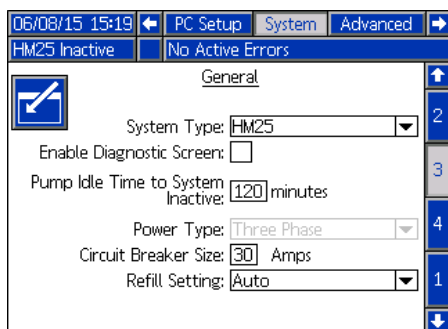 06/08/15 15:19 PC Setup System Advanced
HM25 Inactive No Active Errors
General
System Type: HM25
Enable Diagnostic Screen:
Pump Idle Time to System
Inactive: 120 minutes
Power Type: Three Phase
Circuit Breaker Size: 30 Amps
Refill Setting: Auto
2
3
4
1